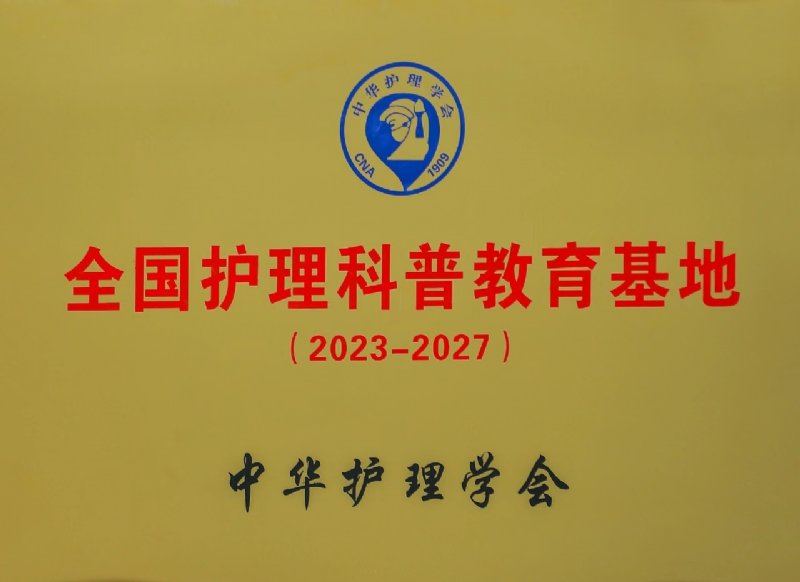 中华护理学会
CNA 1909
全国护理科普教育基地
（2023-2027）
中华护理学会